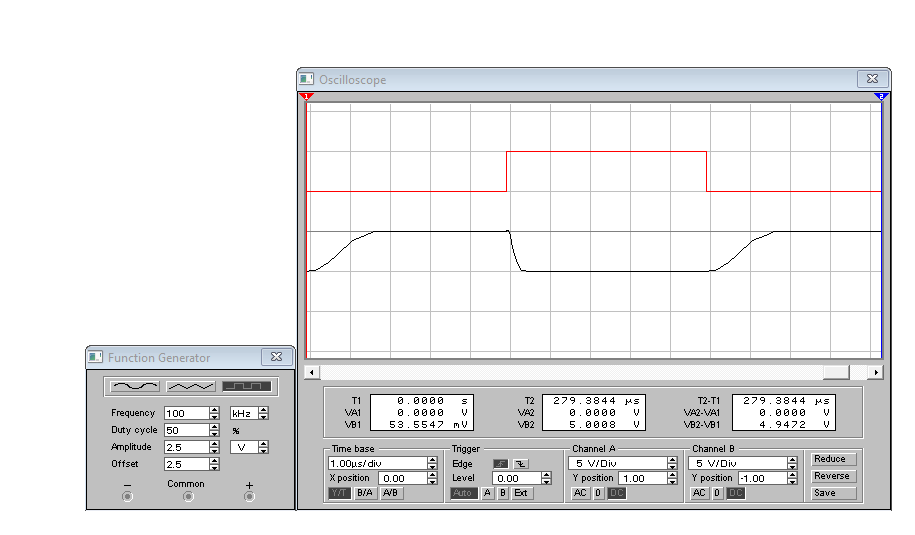 Oscilloscope
1
2
Function Generator
Frequency 100 kHz
Duty cycle 50 %
Amplitude 2.5 V
Offset 2.5
− Common +
T1 0.0000 s
VA1 0.0000 V
VB1 53.5547 mV
T2 279.3844 µs
VA2 0.0000 V
VB2 5.0008 V
T2-T1 279.3844 µs
VA2-VA1 0.0000 V
VB2-VB1 4.9472 V
Time base
1.00µs/div
X position 0.00
Y/T B/A A/B
Trigger
Edge
Level 0.00
Auto A B Ext
Channel A
5 V/Div
Y position 1.00
AC 0 DC
Channel B
5 V/Div
Y position -1.00
AC 0 DC
Reduce
Reverse
Save